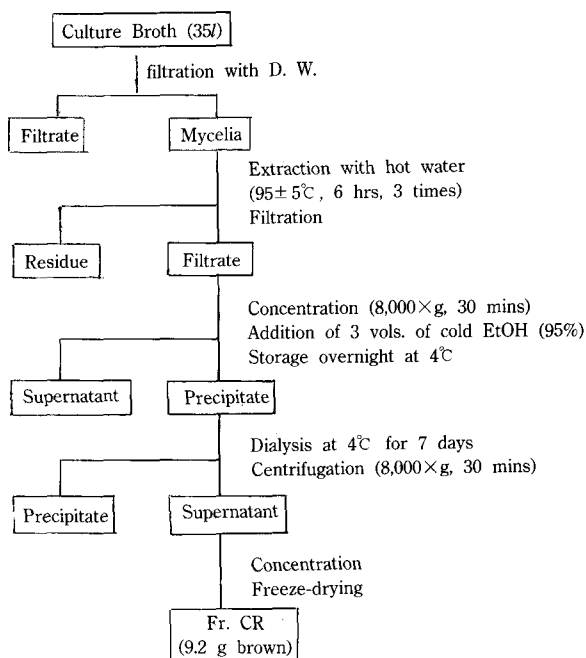 Culture Broth (35l)
filtration with D. W.
Filtrate
Mycelia
Extraction with hot water
(95±5℃, 6 hrs, 3 times)
Filtration
Residue
Filtrate
Concentration (8,000×g, 30 mins)
Addition of 3 vols. of cold EtOH (95%)
Storage overnight at 4℃
Supernatant
Precipitate
Dialysis at 4℃ for 7 days
Centrifugation (8,000×g, 30 mins)
Precipitate
Supernatant
Concentration
Freeze-drying
Fr. CR
(9.2 g brown)